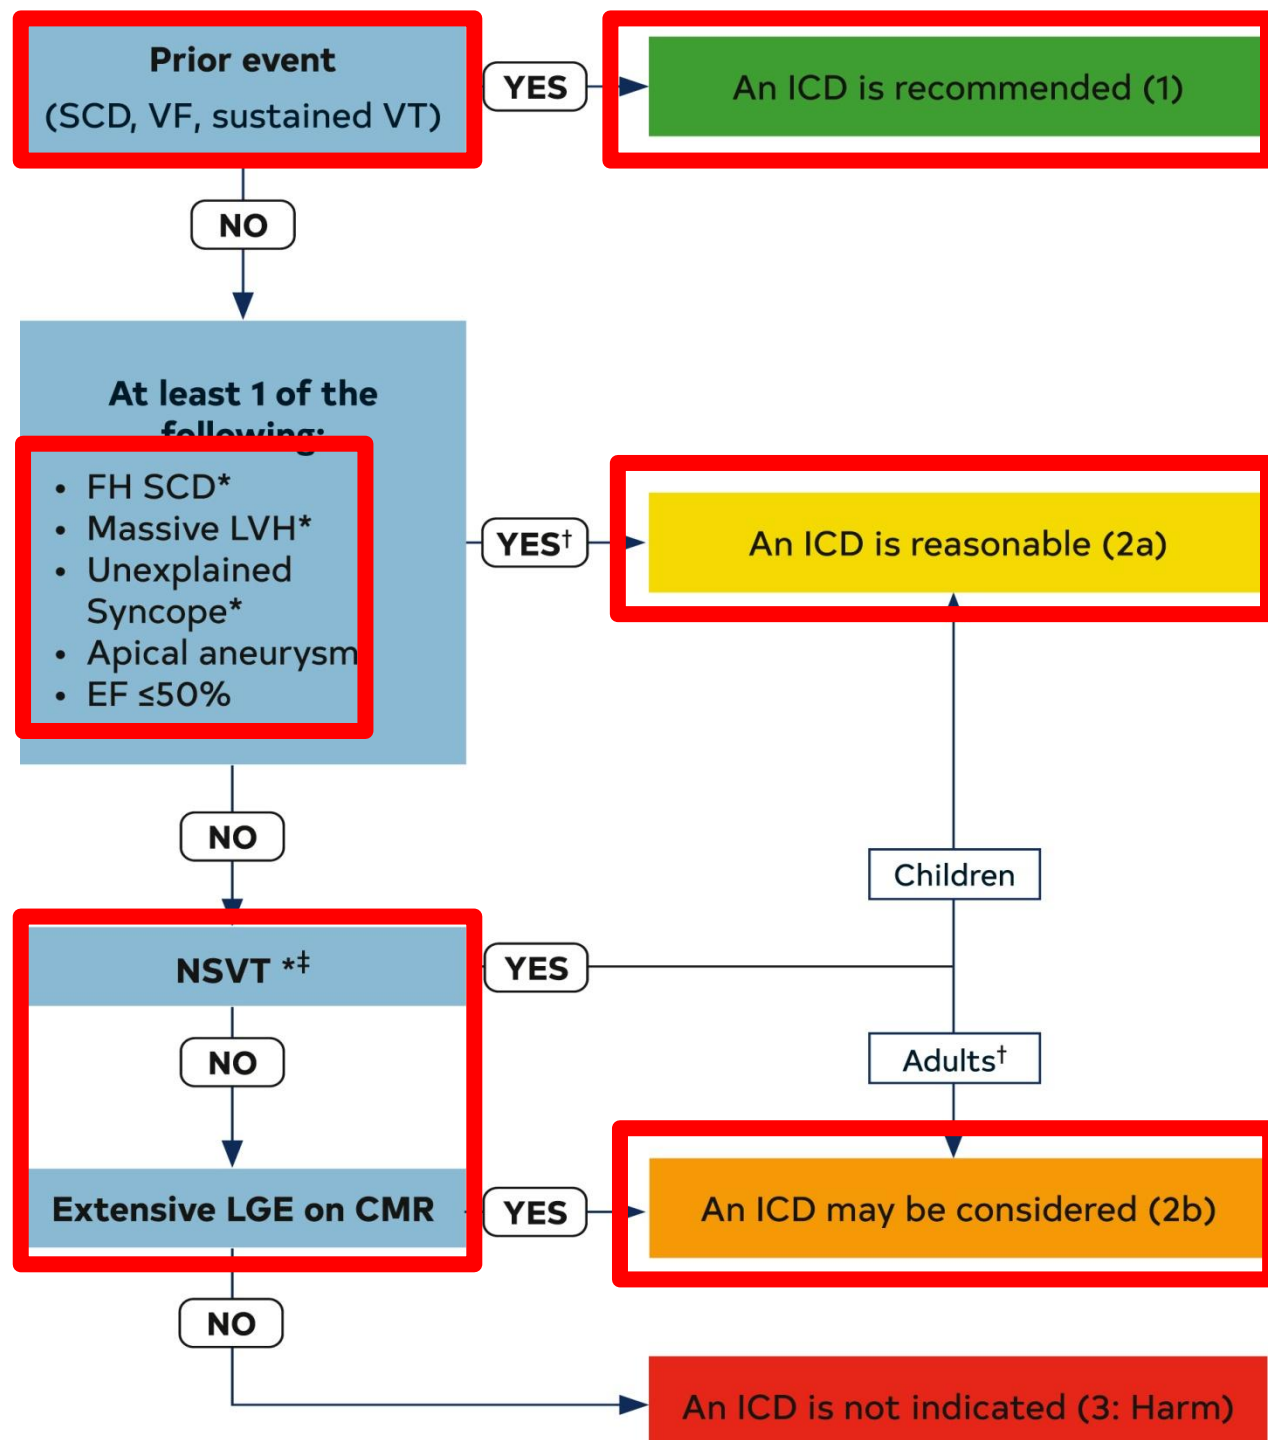 Prior event
(SCD, VF, sustained VT)
YES
An ICD is recommended (1)
NO
At least 1 of the
following:
• FH SCD*
• Massive LVH*
• Unexplained
Syncope*
• Apical aneurysm
• EF ≤50%
YES†
An ICD is reasonable (2a)
NO
Children
NSVT *‡
YES
NO
Adults†
Extensive LGE on CMR
YES
An ICD may be considered (2b)
NO
An ICD is not indicated (3: Harm)